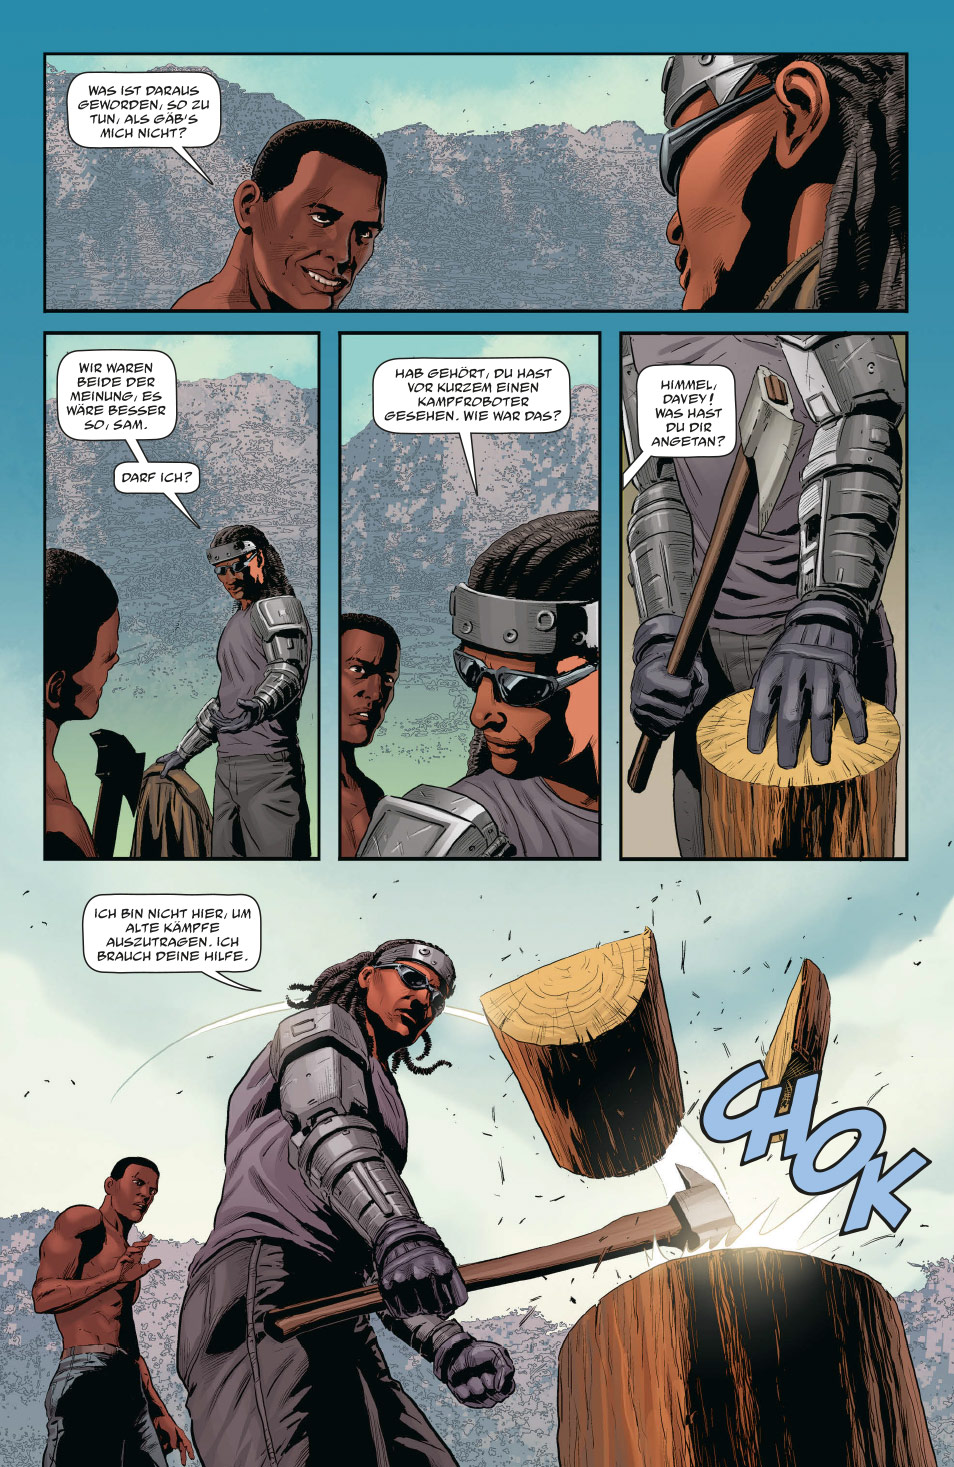 WAS IST DARAUS
GEWORDEN, SO ZU
TUN, ALS GÄB'S
MICH NICHT?
WIR WAREN
BEIDE DER
MEINUNG, ES
WÄRE BESSER
SO, SAM.
DARF ICH?
HAB GEHÖRT, DU HAST
VOR KURZEM EINEN
KAMPFROBOTER
GESEHEN. WIE WAR DAS?
HIMMEL,
DAVEY!
WAS HAST
DU DIR
ANGETAN?
ICH BIN NICHT HIER, UM
ALTE KÄMPFE
AUSZUTRAGEN. ICH
BRAUCH DEINE HILFE.
CHOK